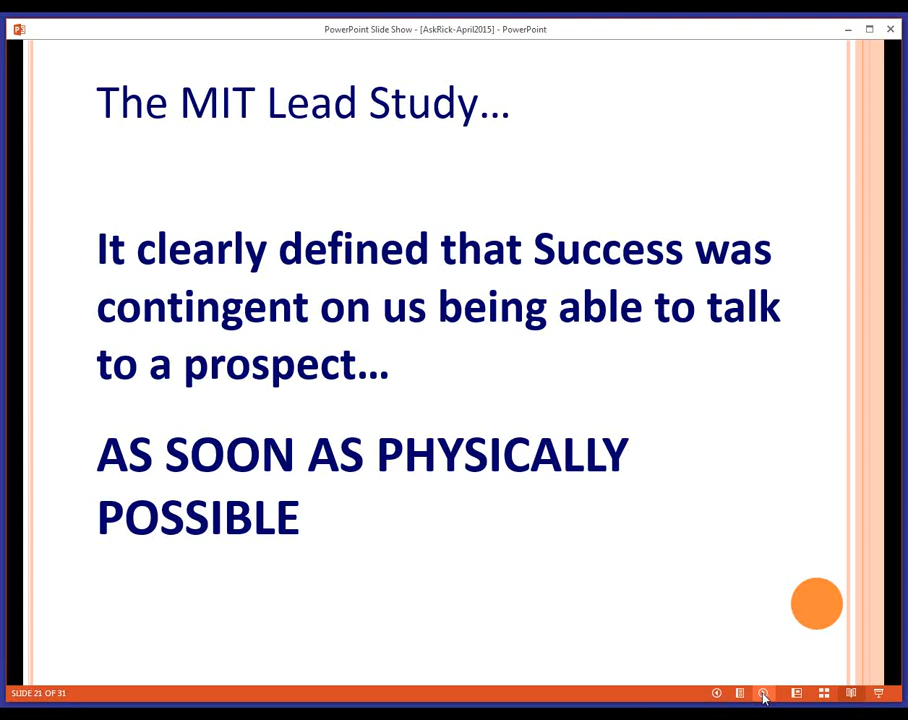 PowerPoint Slide Show - [AskRick-April2015] - PowerPoint
The MIT Lead Study...
It clearly defined that Success was
contingent on us being able to talk
to a prospect...
AS SOON AS PHYSICALLY
POSSIBLE
SLIDE 21 OF 31